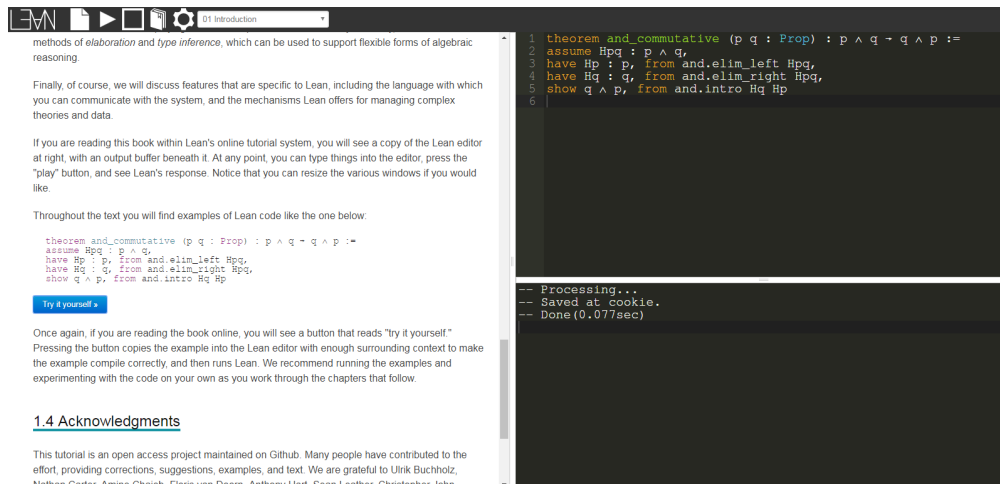 LEAN
01 Introduction
methods of elaboration and type inference, which can be used to support flexible forms of algebraic
reasoning.
Finally, of course, we will discuss features that are specific to Lean, including the language with which
you can communicate with the system, and the mechanisms Lean offers for managing complex
theories and data.
If you are reading this book within Lean's online tutorial system, you will see a copy of the Lean editor
at right, with an output buffer beneath it. At any point, you can type things into the editor, press the
"play" button, and see Lean's response. Notice that you can resize the various windows if you would
like.
Throughout the text you will find examples of Lean code like the one below:
theorem and_commutative (p q : Prop) : p ∧ q → q ∧ p :=
assume Hpq : p ∧ q,
have Hp : p, from and.elim_left Hpq,
have Hq : q, from and.elim_right Hpq,
show q ∧ p, from and.intro Hq Hp
Try it yourself »
Once again, if you are reading the book online, you will see a button that reads "try it yourself."
Pressing the button copies the example into the Lean editor with enough surrounding context to make
the example compile correctly, and then runs Lean. We recommend running the examples and
experimenting with the code on your own as you work through the chapters that follow.
1.4 Acknowledgments
This tutorial is an open access project maintained on Github. Many people have contributed to the
effort, providing corrections, suggestions, examples, and text. We are grateful to Ulrik Buchholz,
1 theorem and_commutative (p q : Prop) : p ∧ q → q ∧ p :=
2 assume Hpq : p ∧ q,
3 have Hp : p, from and.elim_left Hpq,
4 have Hq : q, from and.elim_right Hpq,
5 show q ∧ p, from and.intro Hq Hp
6
-- Processing...
-- Saved at cookie.
-- Done(0.077sec)